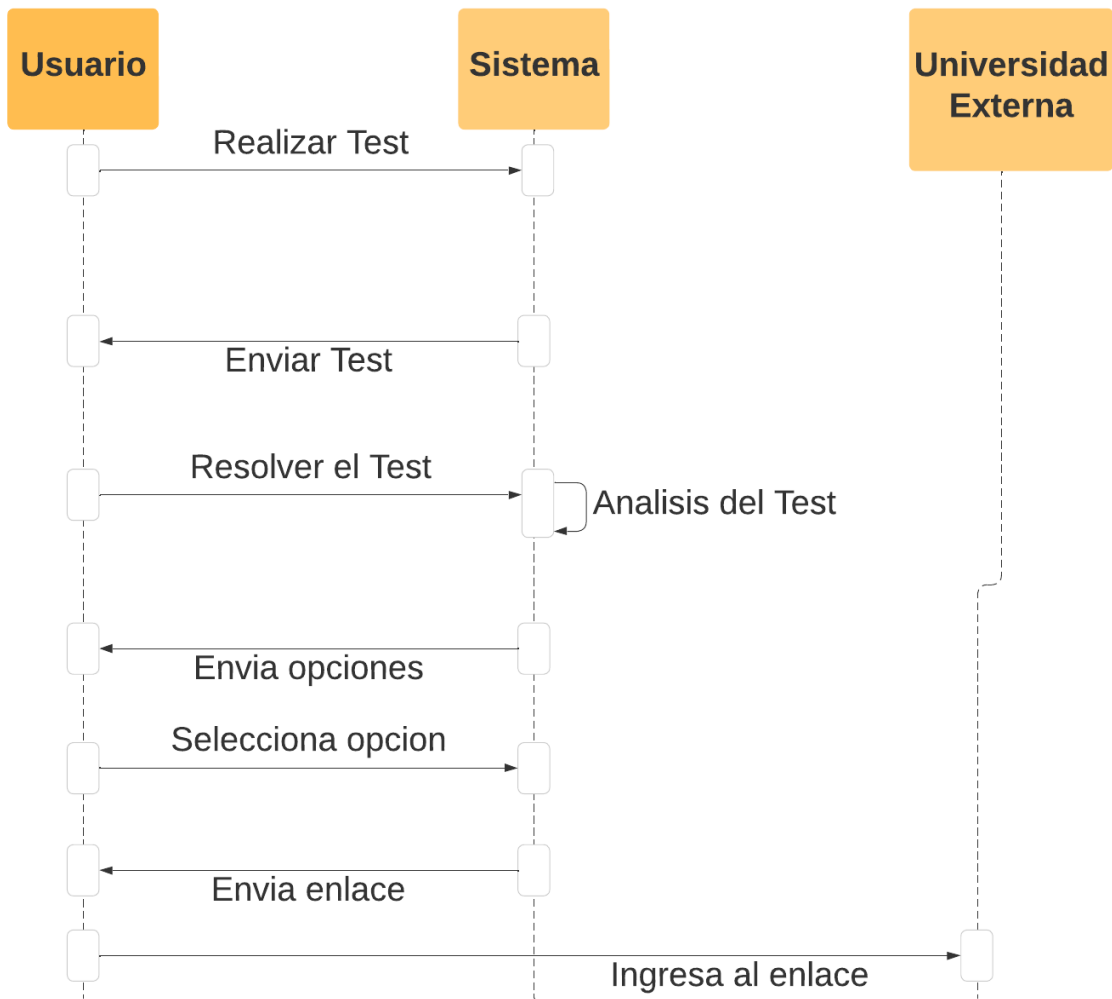 Usuario
Sistema
Universidad
Externa
Realizar Test
Enviar Test
Resolver el Test
Analisis del Test
Envia opciones
Selecciona opcion
Envia enlace
Ingresa al enlace